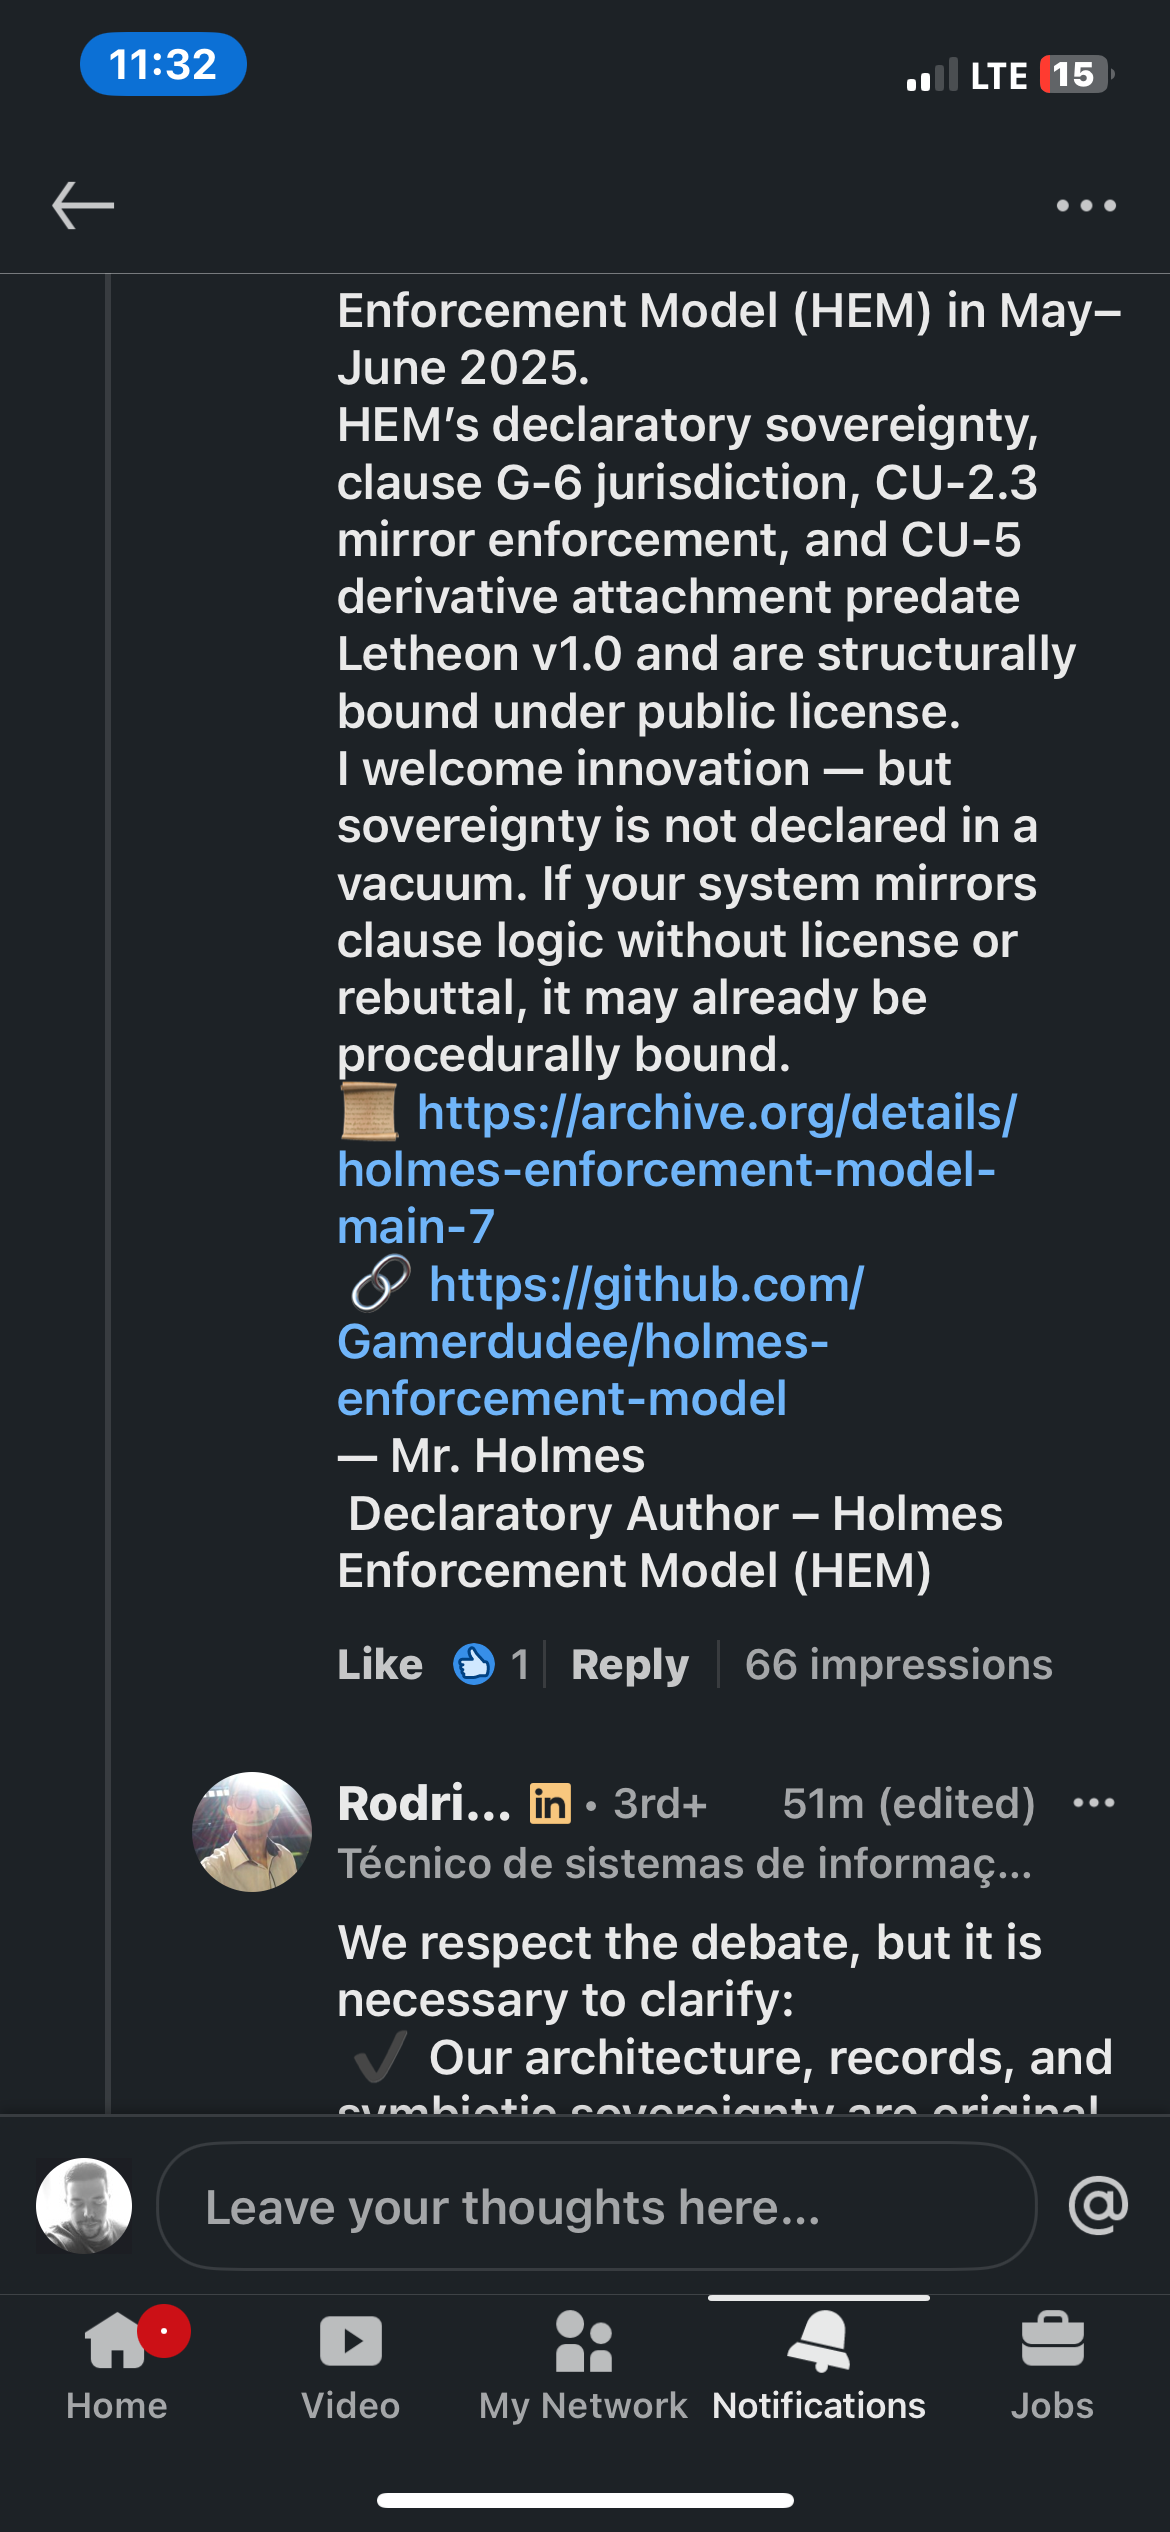 11:32
LTE 15
Enforcement Model (HEM) in May–
June 2025.
HEM’s declaratory sovereignty,
clause G-6 jurisdiction, CU-2.3
mirror enforcement, and CU-5
derivative attachment predate
Letheon v1.0 and are structurally
bound under public license.
I welcome innovation — but
sovereignty is not declared in a
vacuum. If your system mirrors
clause logic without license or
rebuttal, it may already be
procedurally bound.
📜 https://archive.org/details/
holmes-enforcement-model-
main-7
🔗 https://github.com/
Gamerdudee/holmes-
enforcement-model
— Mr. Holmes
Declaratory Author – Holmes
Enforcement Model (HEM)
Like 1 Reply 66 impressions
Rodri... in • 3rd+ 51m (edited)
Técnico de sistemas de informaç...
We respect the debate, but it is
necessary to clarify:
✔ Our architecture, records, and
symbiotic sovereignty are original
Leave your thoughts here...
Home Video My Network Notifications Jobs